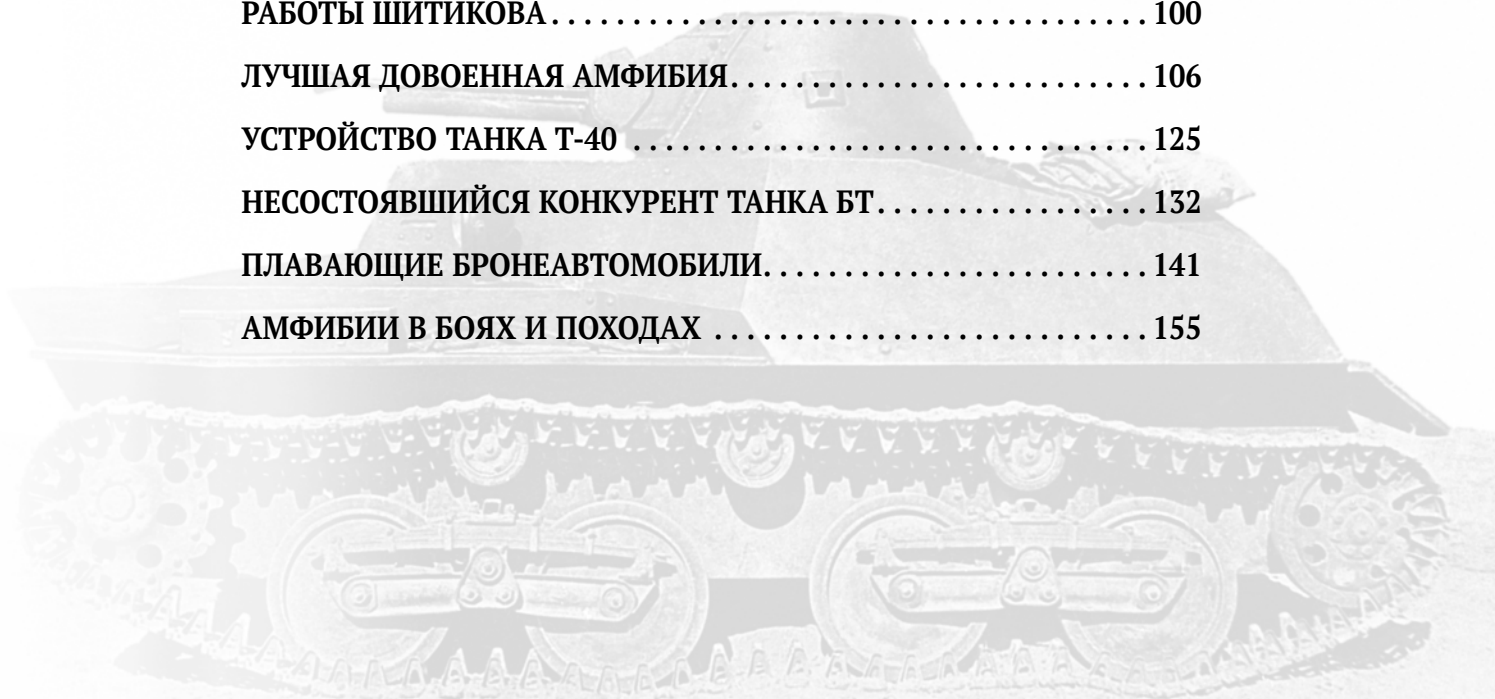 РАБОТЫ ШИТИКОВА.................................... 100
ЛУЧШАЯ ДОВОЕННАЯ АМФИБИЯ......................... 106
УСТРОЙСТВО ТАНКА Т-40 ............................... 125
НЕСОСТОЯВШИЙСЯ КОНКУРЕНТ ТАНКА БТ................ 132
ПЛАВАЮЩИЕ БРОНЕАВТОМОБИЛИ....................... 141
АМФИБИИ В БОЯХ И ПОХОДАХ .......................... 155